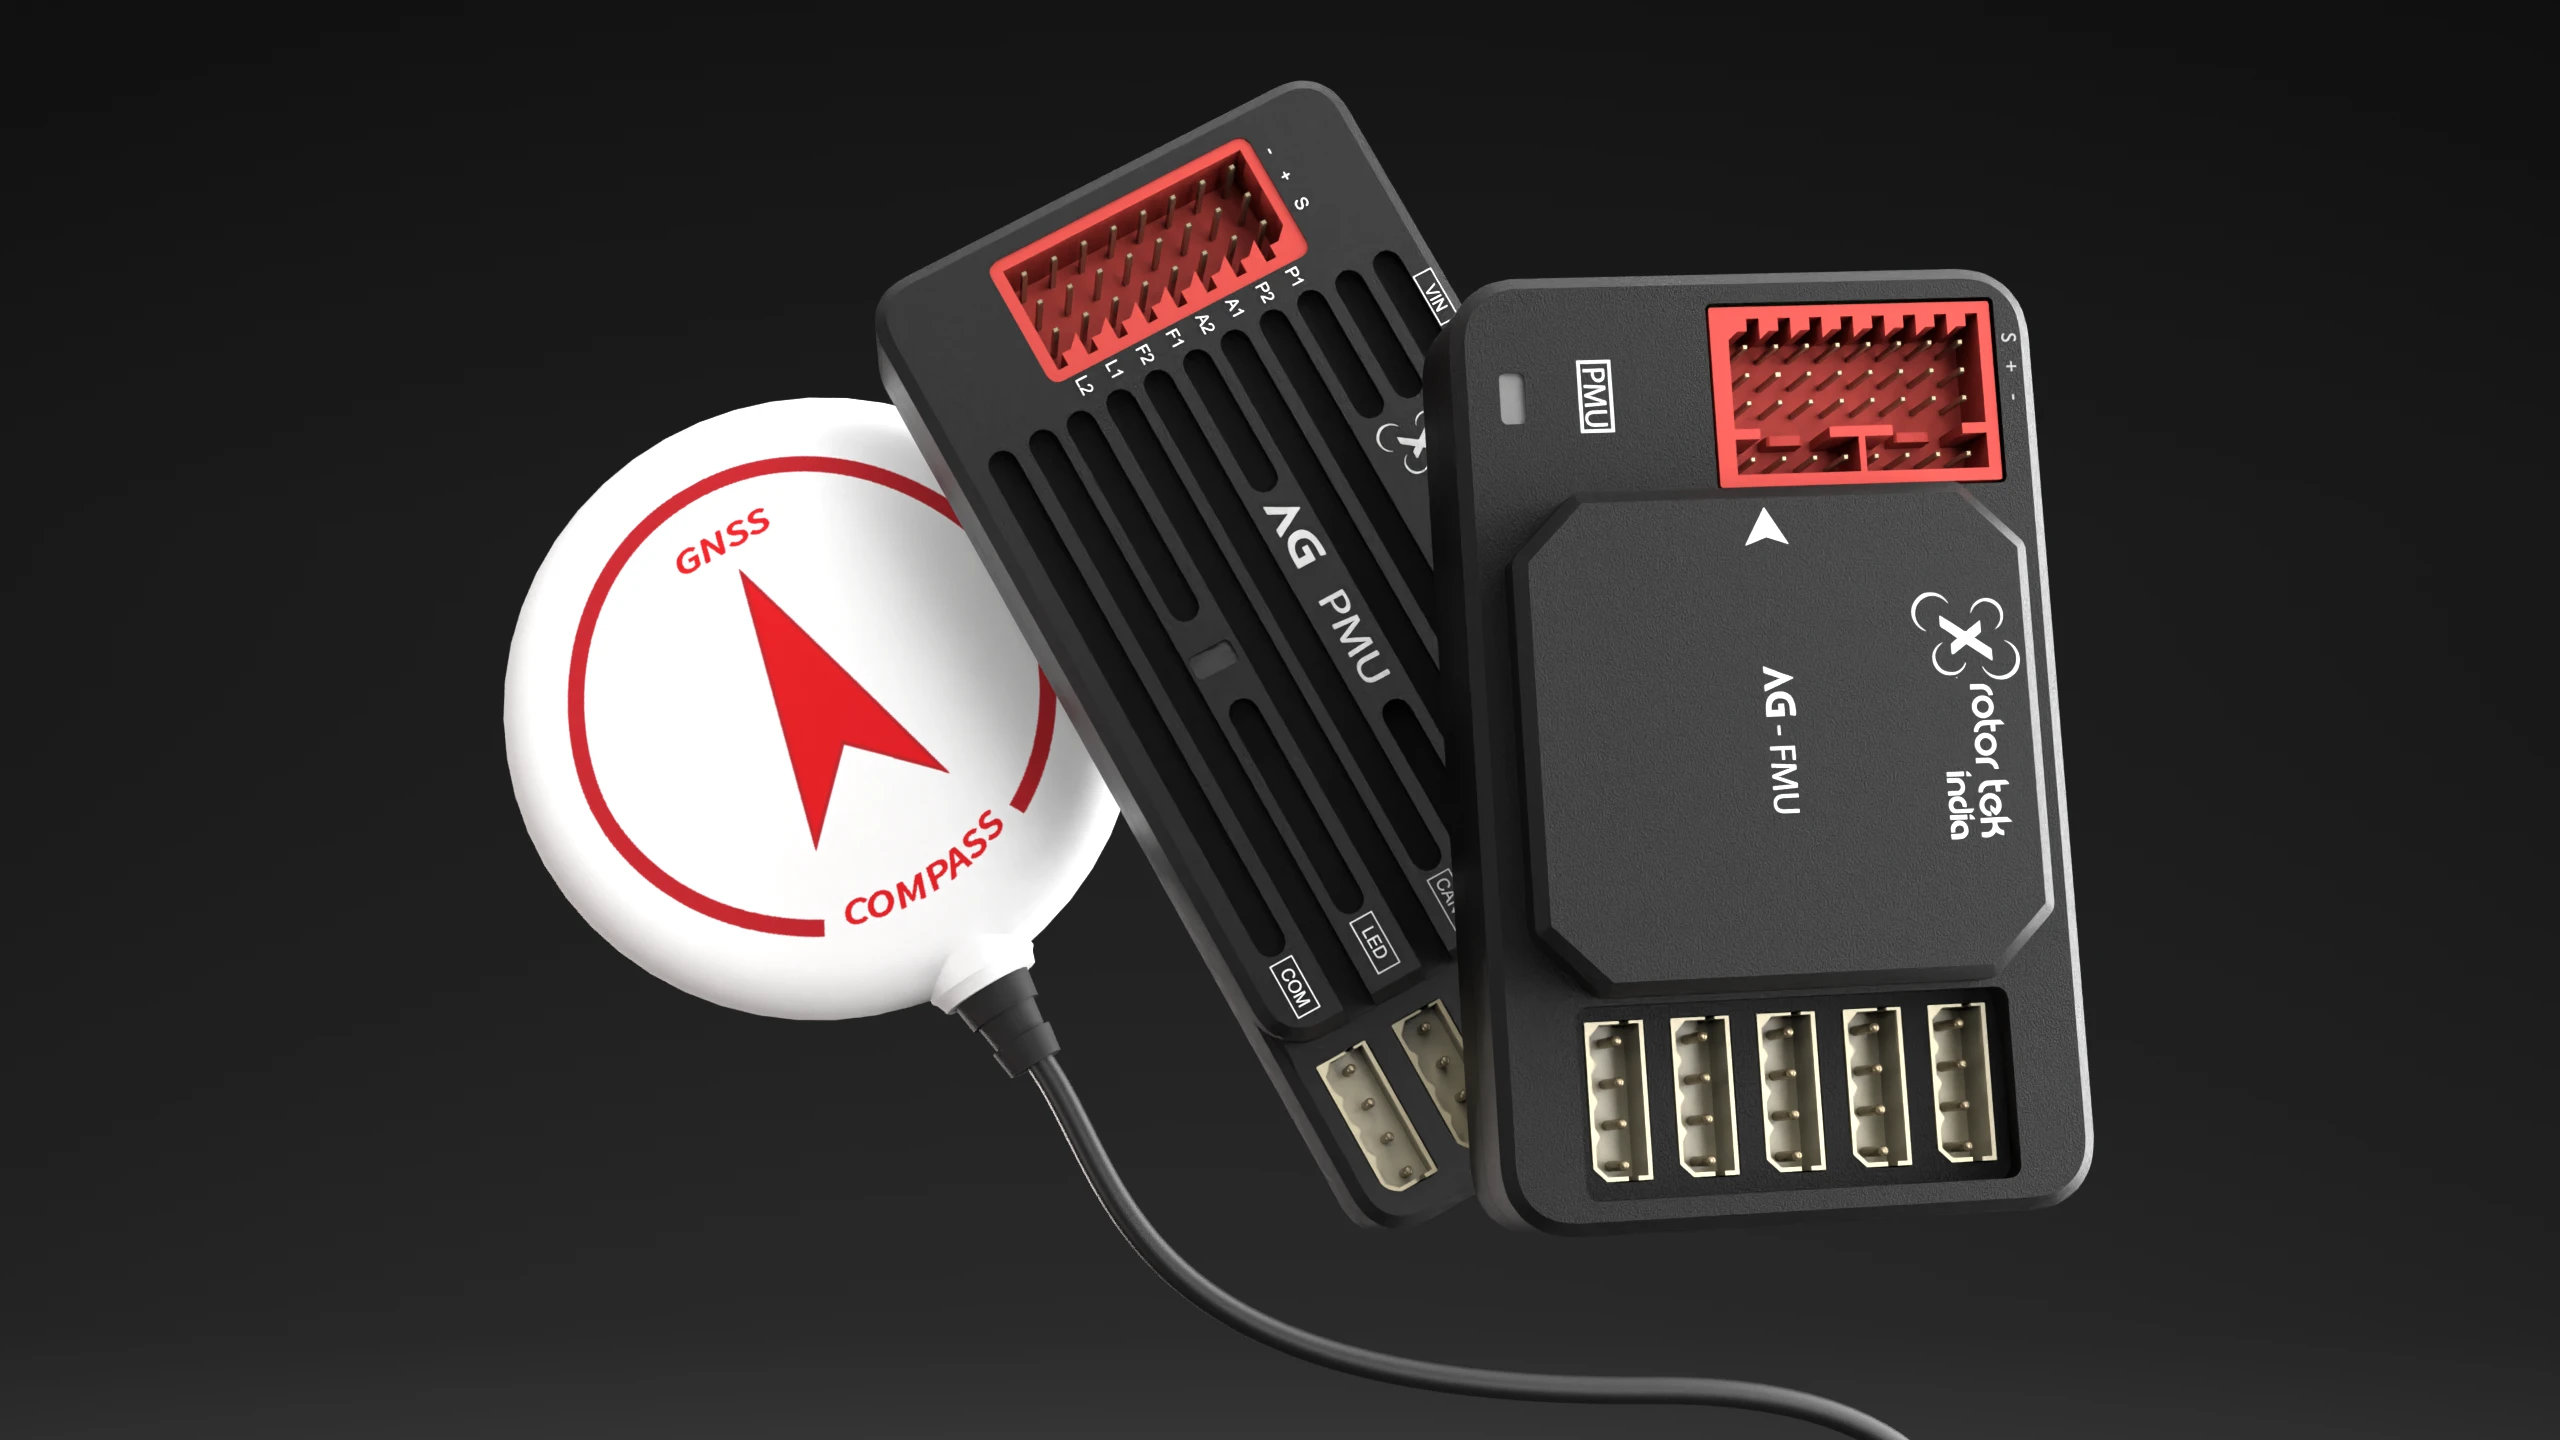 GNSS
COMPASS
- + S
P1
P2
A1
A2
F1
F2
L1
L2
VIN
AG PMU
LED
COM
PMU
S + -
AG-FMU
rotor tek
india